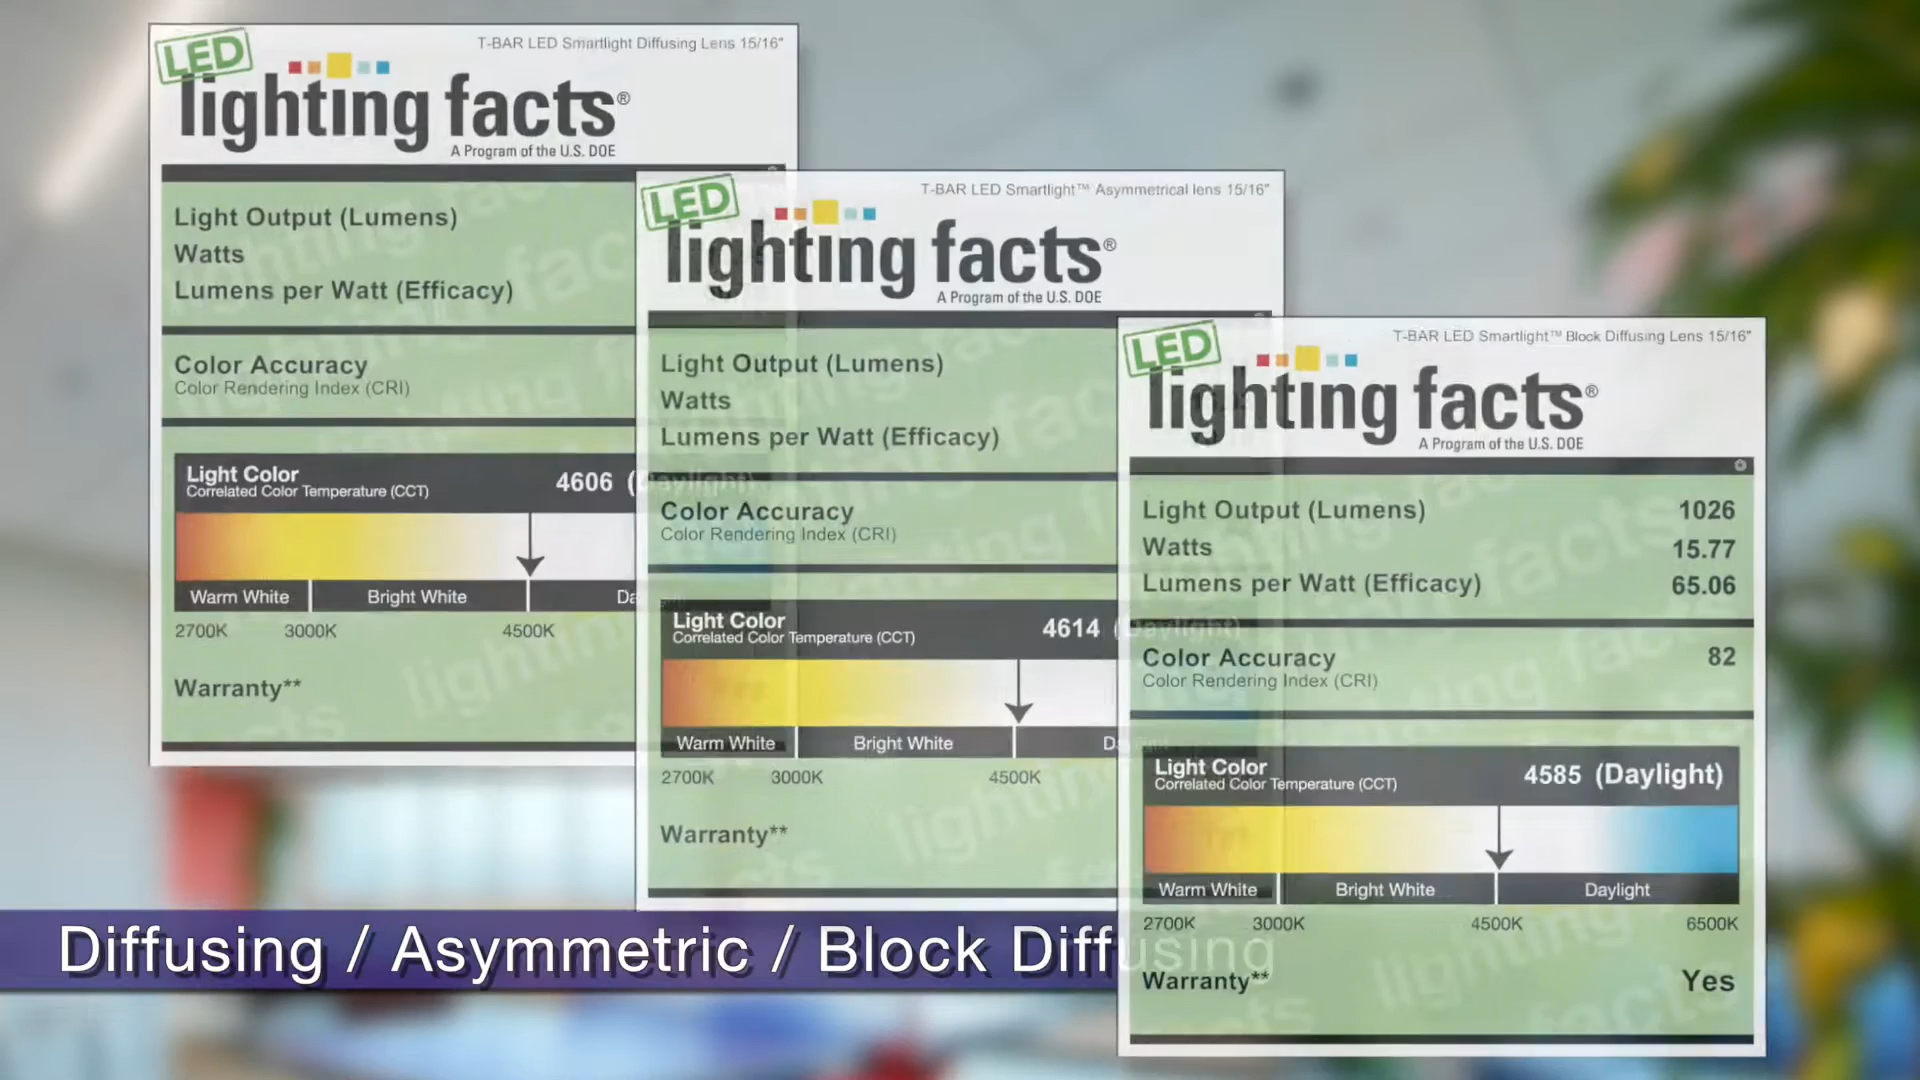 T-BAR LED Smartlight Diffusing Lens 15/16"
LED
lighting facts®
A Program of the U.S. DOE
Light Output (Lumens)
Watts
Lumens per Watt (Efficacy)
Color Accuracy
Color Rendering Index (CRI)
Light Color
Correlated Color Temperature (CCT)
4606 (Daylight)
Warm White
Bright White
2700K
3000K
4500K
Warranty**
T-BAR LED Smartlight™ Asymmetrical lens 15/16"
LED
lighting facts®
A Program of the U.S. DOE
Light Output (Lumens)
Watts
Lumens per Watt (Efficacy)
Color Accuracy
Color Rendering Index (CRI)
Light Color
Correlated Color Temperature (CCT)
4614 (Daylight)
Warm White
Bright White
2700K
3000K
4500K
Warranty**
T-BAR LED Smartlight™ Block Diffusing Lens 15/16"
LED
lighting facts®
A Program of the U.S. DOE
Light Output (Lumens) 1026
Watts 15.77
Lumens per Watt (Efficacy) 65.06
Color Accuracy 82
Color Rendering Index (CRI)
Light Color
Correlated Color Temperature (CCT)
4585 (Daylight)
Warm White
Bright White
Daylight
2700K
3000K
4500K
6500K
Warranty** Yes
Diffusing / Asymmetric / Block Diffusing